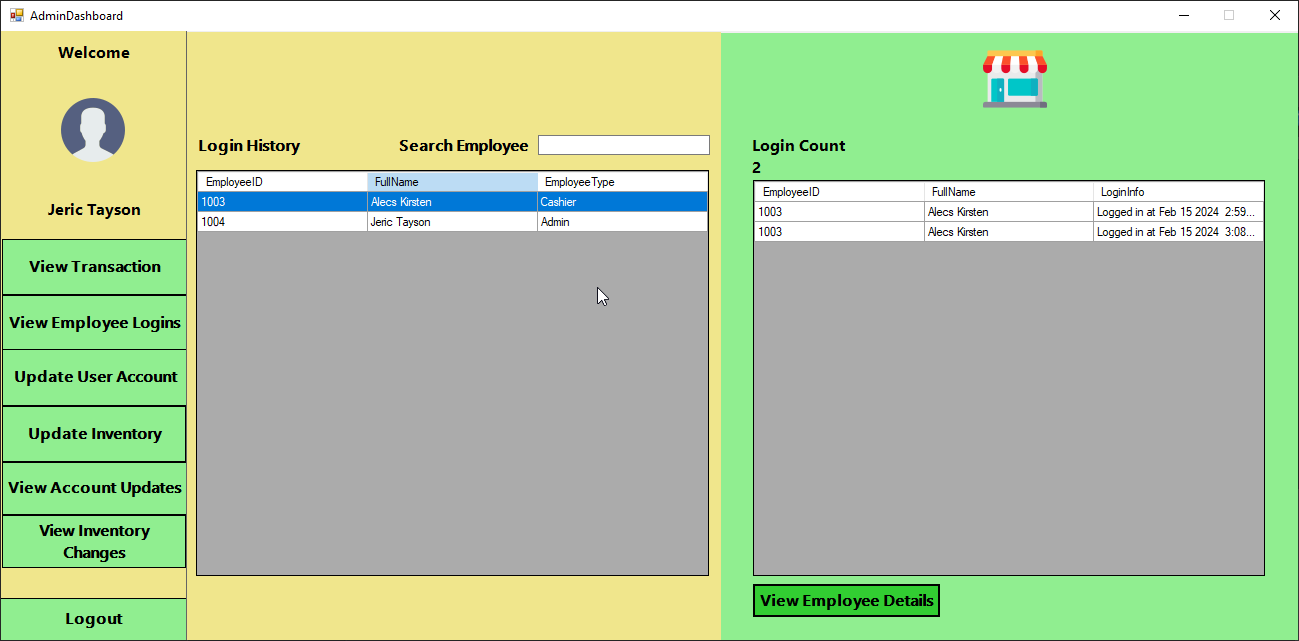 AdminDashboard
Welcome
Jeric Tayson
View Transaction
View Employee Logins
Update User Account
Update Inventory
View Account Updates
View Inventory
Changes
Logout
Login History
Search Employee
EmployeeID FullName EmployeeType
1003 Alecs Kirsten Cashier
1004 Jeric Tayson Admin
Login Count
2
EmployeeID FullName LoginInfo
1003 Alecs Kirsten Logged in at Feb 15 2024 2:59...
1003 Alecs Kirsten Logged in at Feb 15 2024 3:08...
View Employee Details